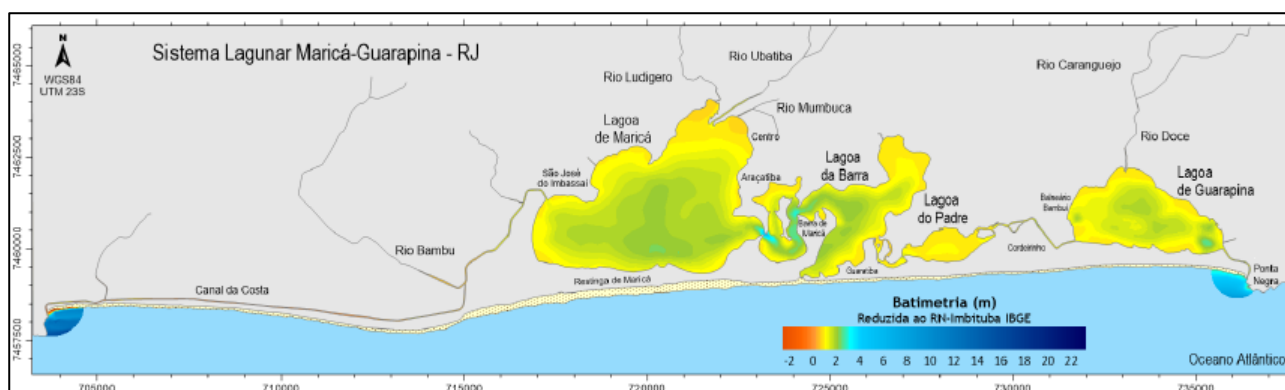 Sistema Lagunar Maricá-Guarapina - RJ
N
WGS84
UTM 23S
7465000
7462500
7460000
7457500
Rio Ubatiba
Rio Ludigero
Rio Mumbuca
Rio Caranguejo
Rio Doce
Lagoa
de Maricá
Centro
São José
do Imbassaí
Araçatiba
Lagoa
da Barra
Barra de
Maricá
Lagoa
do Padre
Guaratiba
Cordeirinho
Balneário
Bambuí
Lagoa
de Guarapina
Ponta
Negra
Rio Bambu
Canal da Costa
Restinga de Maricá
Batimetria (m)
Reduzida ao RN-Imbituba IBGE
-2 0 2 4 6 8 10 12 14 16 18 20 22
Oceano Atlântico
705000 710000 715000 720000 725000 730000 735000